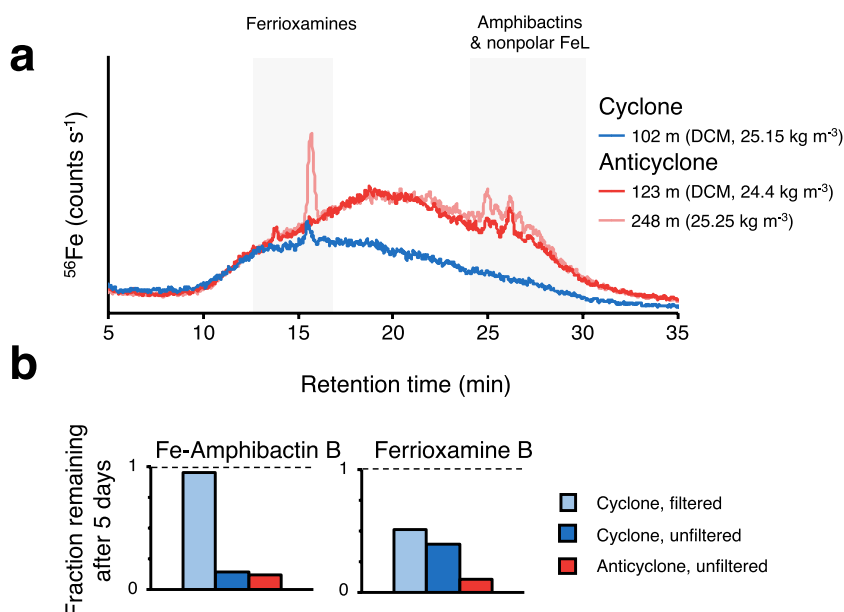 a
Ferrioxamines
Amphibactins
& nonpolar FeL
⁵⁶Fe (counts s⁻¹)
Cyclone
102 m (DCM, 25.15 kg m⁻³)
Anticyclone
123 m (DCM, 24.4 kg m⁻³)
248 m (25.25 kg m⁻³)
5 10 15 20 25 30 35
Retention time (min)
b
Fraction remaining
after 5 days
Fe-Amphibactin B
1
0
Ferrioxamine B
1
0
Cyclone, filtered
Cyclone, unfiltered
Anticyclone, unfiltered